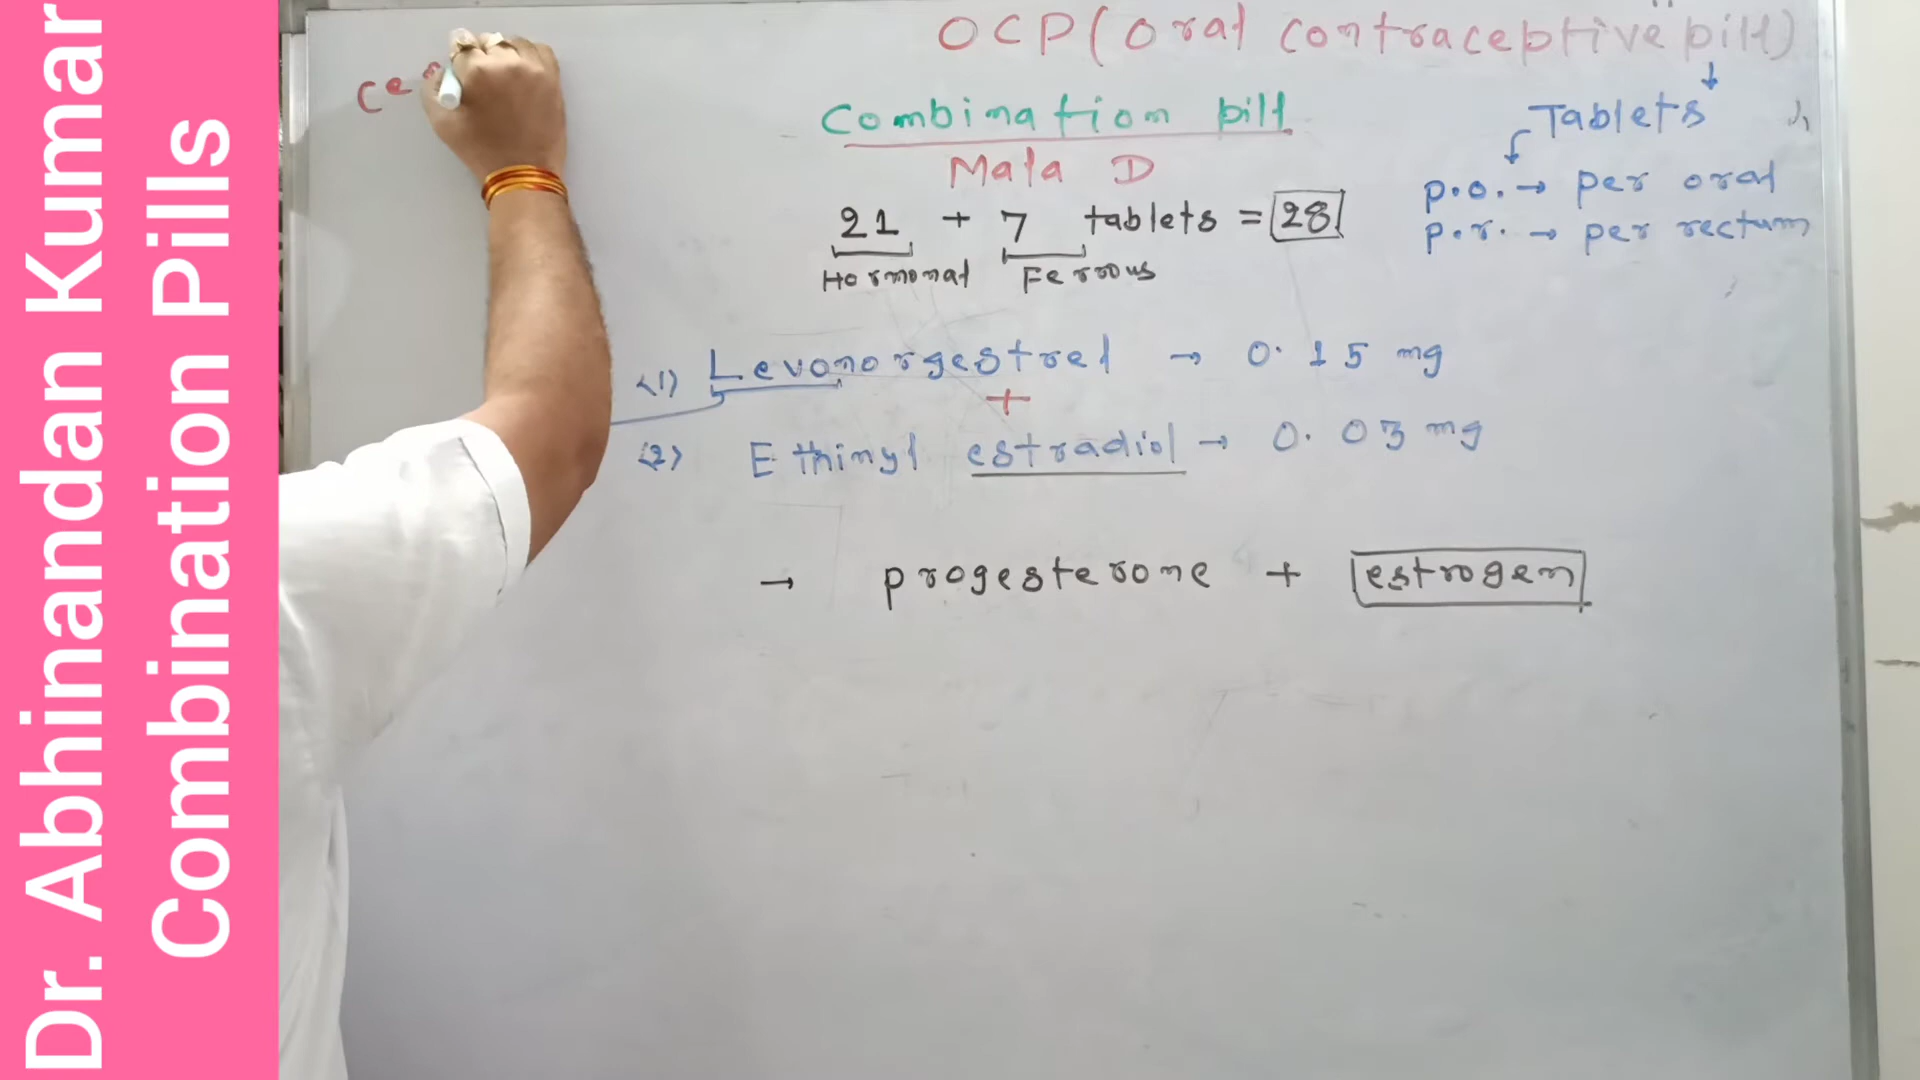 Dr. Abhinandan Kumar
Combination Pills
OCP (Oral contraceptive pill)
Combination pill
Mala D
21 + 7 tablets = 28
Hormonal Ferrous
Tablets
p.o. → per oral
p.r. → per rectum
(1) Levonorgestrel → 0.15 mg
+
(2) Ethinyl estradiol → 0.03 mg
→ progesterone + estrogen